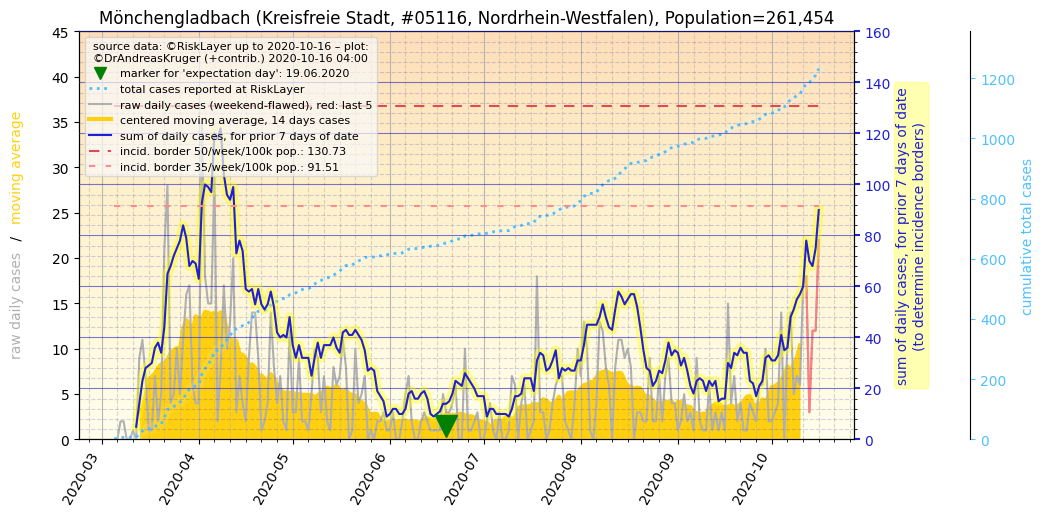 Mönchengladbach (Kreisfreie Stadt, #05116, Nordrhein-Westfalen), Population=261,454
source data: ©RiskLayer up to 2020-10-16 – plot:
©DrAndreasKruger (+contrib.) 2020-10-16 04:00
marker for 'expectation day': 19.06.2020
total cases reported at RiskLayer
raw daily cases (weekend-flawed), red: last 5
centered moving average, 14 days cases
sum of daily cases, for prior 7 days of date
incid. border 50/week/100k pop.: 130.73
incid. border 35/week/100k pop.: 91.51
raw daily cases / moving average
45
40
35
30
25
20
15
10
5
0
2020-03
2020-04
2020-05
2020-06
2020-07
2020-08
2020-09
2020-10
160
140
120
100
80
60
40
20
0
sum of daily cases, for prior 7 days of date
(to determine incidence borders)
1200
1000
800
600
400
200
0
cumulative total cases